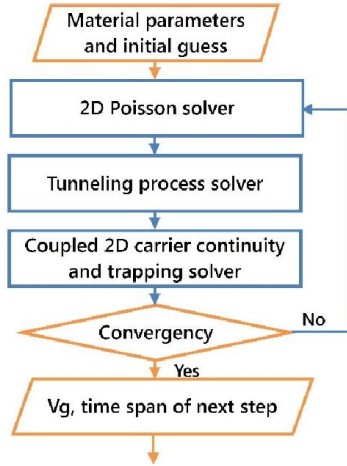 Material parameters
and initial guess
2D Poisson solver
Tunneling process solver
Coupled 2D carrier continuity
and trapping solver
Convergency
No
Yes
Vg, time span of next step